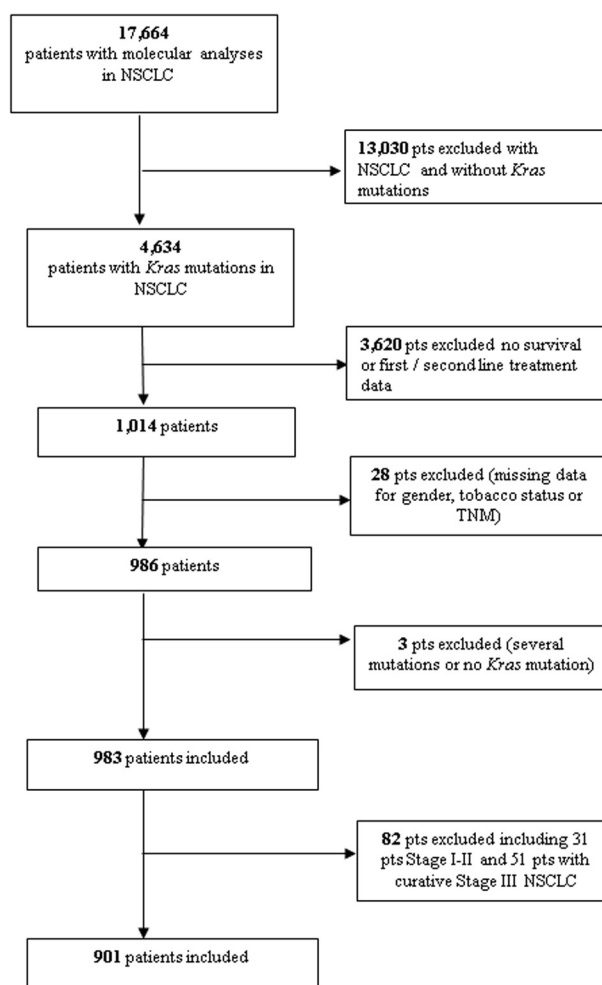 17,664
patients with molecular analyses
in NSCLC
13,030 pts excluded with
NSCLC and without Kras
mutations
4,634
patients with Kras mutations in
NSCLC
3,620 pts excluded no survival
or first / second line treatment
data
1,014 patients
28 pts excluded (missing data
for gender, tobacco status or
TNM)
986 patients
3 pts excluded (several
mutations or no Kras mutation)
983 patients included
82 pts excluded including 31
pts Stage I-II and 51 pts with
curative Stage III NSCLC
901 patients included